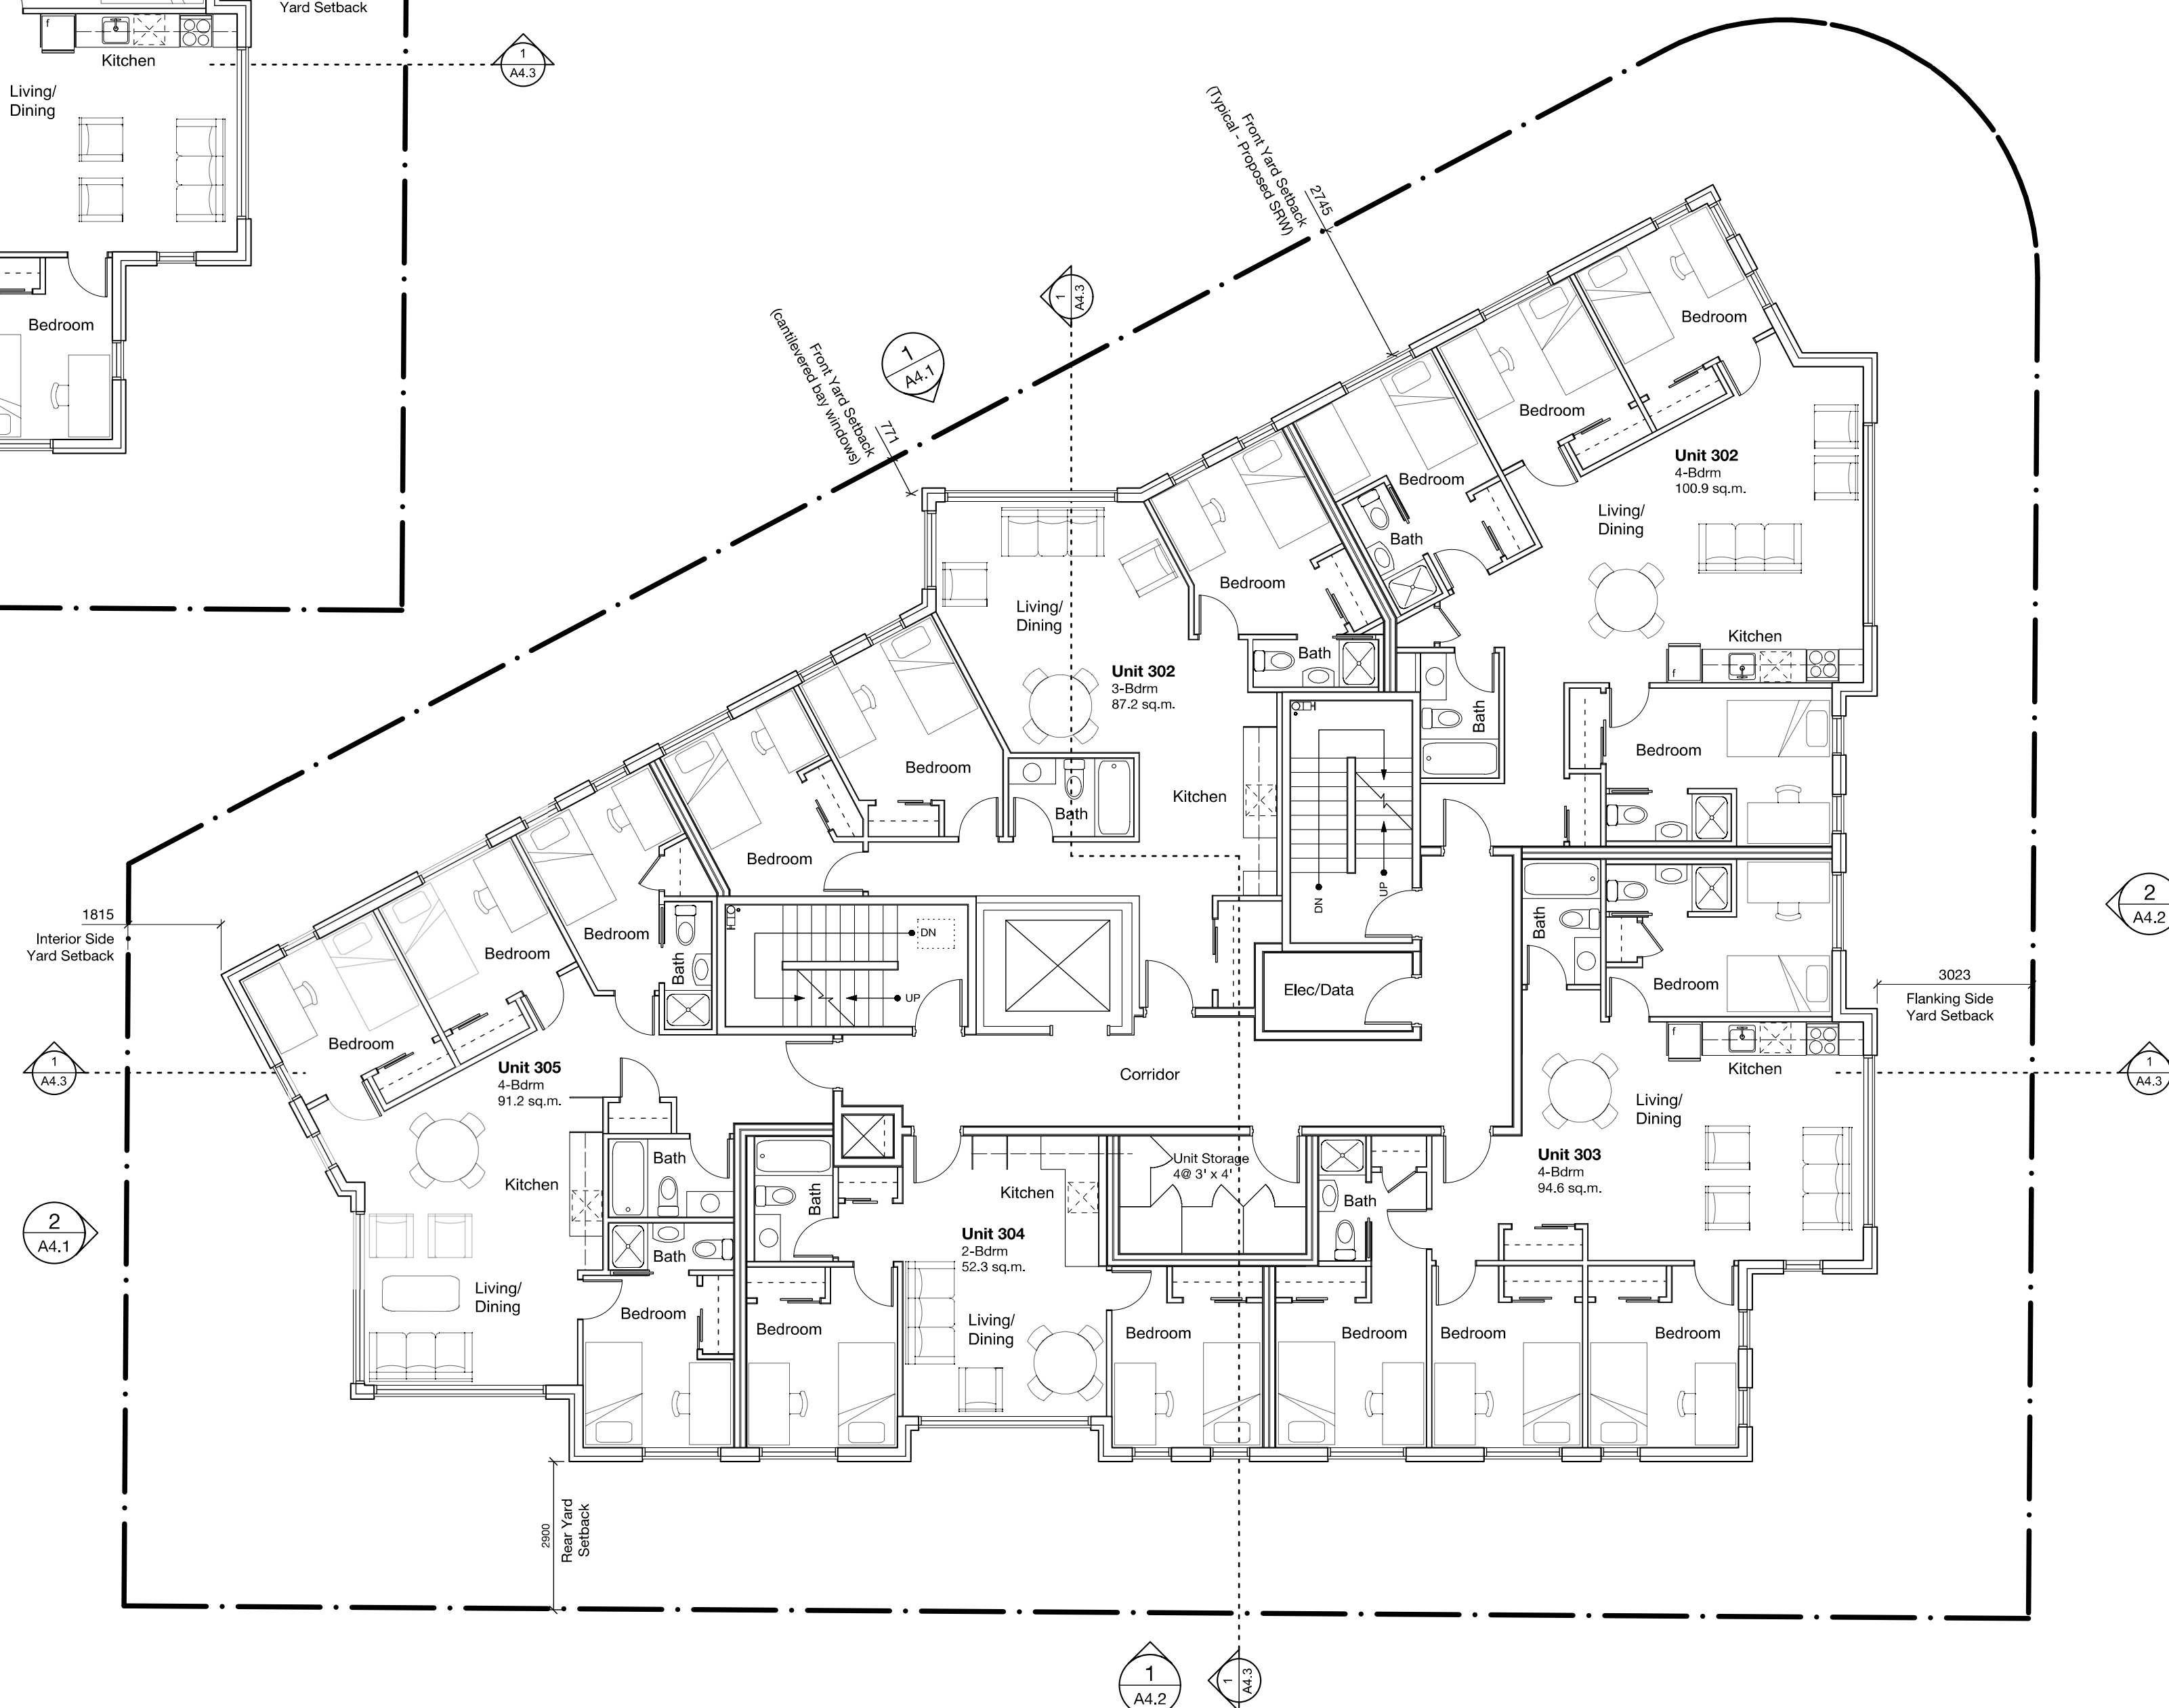 Yard Setback
f
Kitchen
1
A4.3
Living/
Dining
Bedroom
Front Yard Setback
(Typical - Proposed SRW)
2745
1
A4.3
Front Yard Setback
(cantilevered bay windows)
771
1
A4.1
Bedroom
Bedroom
Bedroom
Unit 302
4-Bdrm
100.9 sq.m.
Living/
Dining
Bath
Bedroom
Living/
Dining
Kitchen
f
Bath
Unit 302
3-Bdrm
87.2 sq.m.
Bath
Bedroom
Bedroom
Kitchen
Bath
Bedroom
DN
UP
1815
Interior Side
Yard Setback
Bedroom
Bedroom
Bath
DN
UP
Bath
Bedroom
2
A4.2
3023
Flanking Side
Yard Setback
Elec/Data
Bedroom
f
Kitchen
1
A4.3
Unit 305
4-Bdrm
91.2 sq.m.
Corridor
Living/
Dining
1
A4.3
Bath
Kitchen
Bath
Kitchen
Unit Storage
4@ 3' x 4'
Bath
Unit 303
4-Bdrm
94.6 sq.m.
2
A4.1
Bath
Unit 304
2-Bdrm
52.3 sq.m.
Living/
Dining
Bedroom
Bedroom
Living/
Dining
Bedroom
Bedroom
Bedroom
Bedroom
2900
Rear Yard
Setback
1
A4.2
1
A4.3